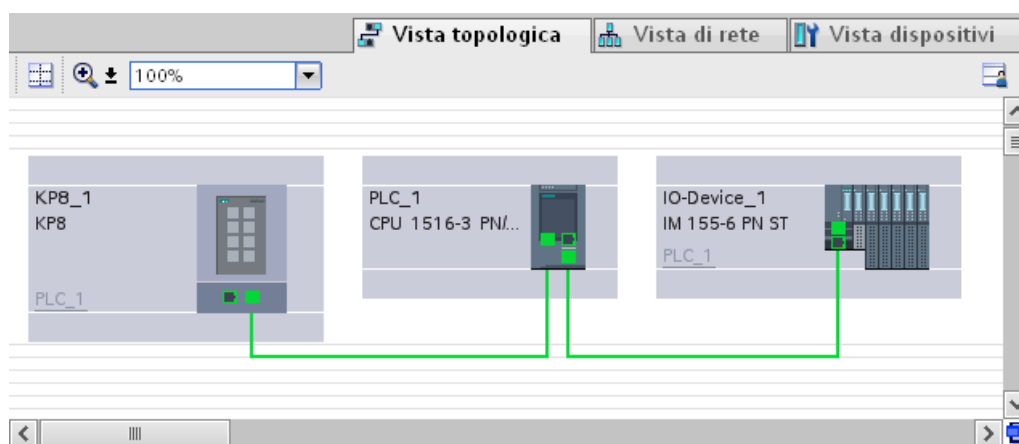 Vista topologica
Vista di rete
Vista dispositivi
100%
KP8_1
KP8
PLC_1
PLC_1
CPU 1516-3 PN/...
IO-Device_1
IM 155-6 PN ST
PLC_1